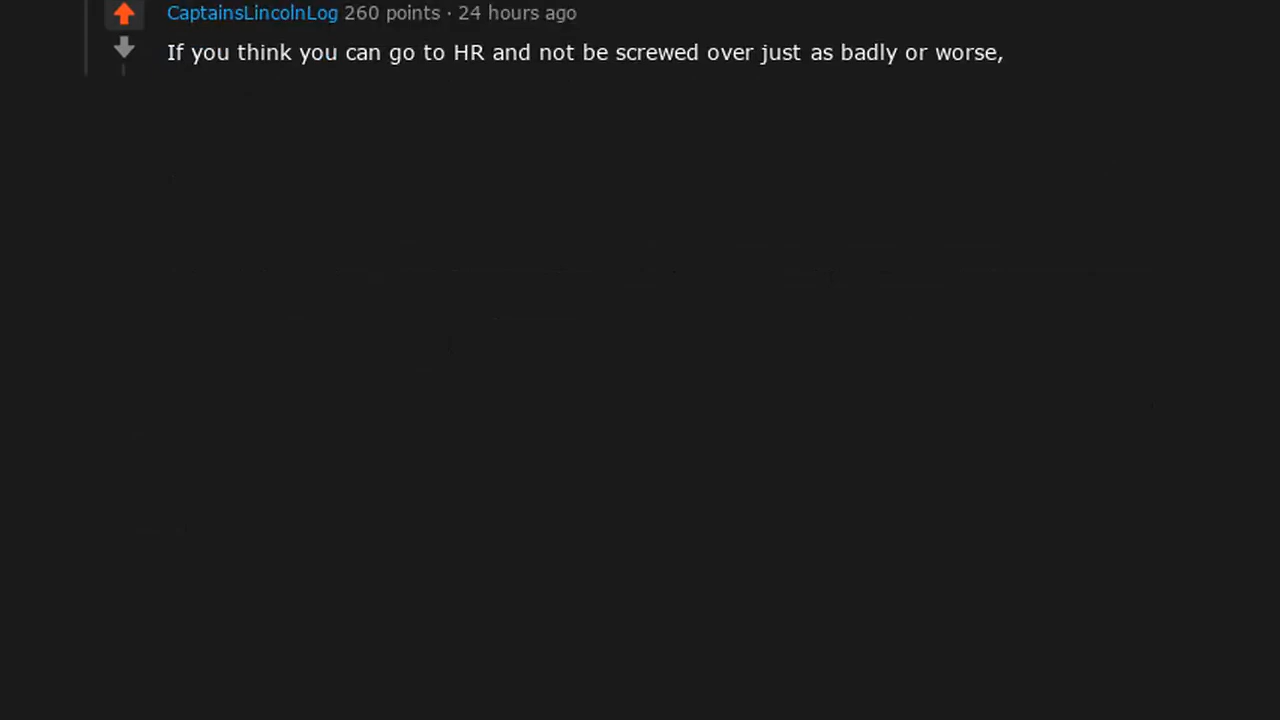 CaptainsLincolnLog 260 points · 24 hours ago
If you think you can go to HR and not be screwed over just as badly or worse,